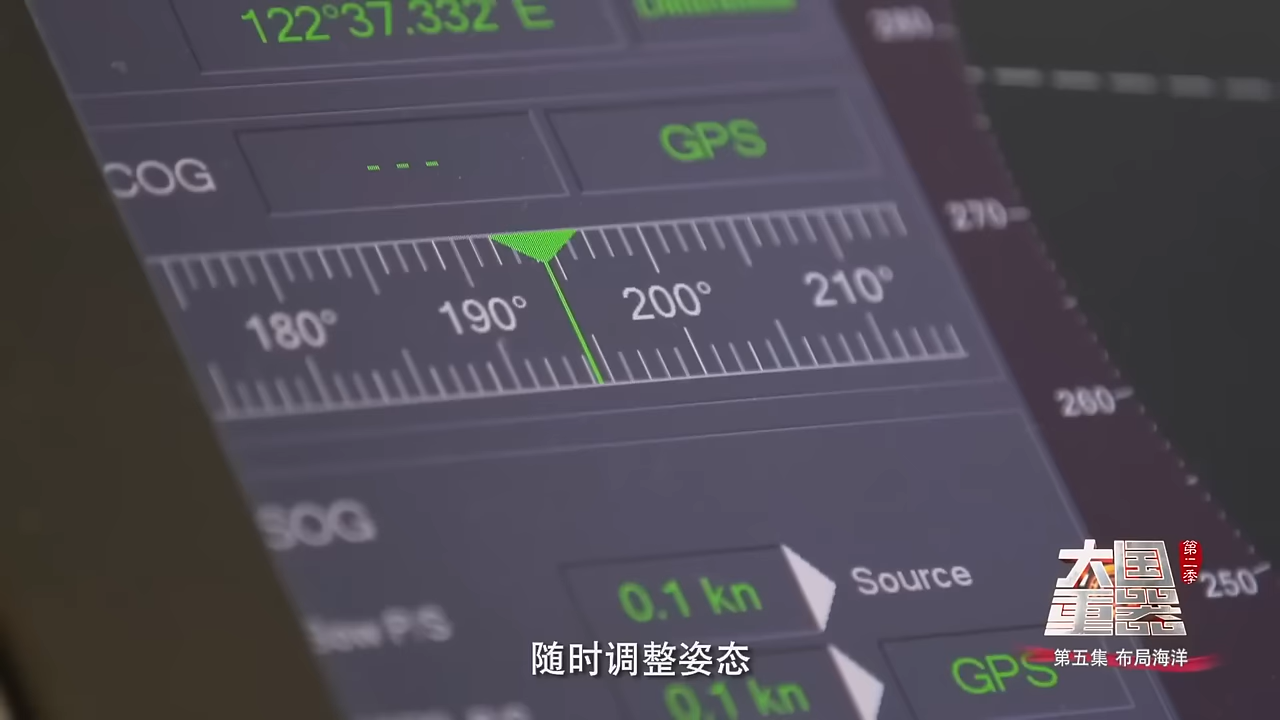 122°37.332' E
280
COG
---
GPS
270
180° 190° 200° 210°
260
SOG
0.1 kn
Source
250
0.1 kn
GPS
随时调整姿态
大国重器
第二季
第五集 布局海洋